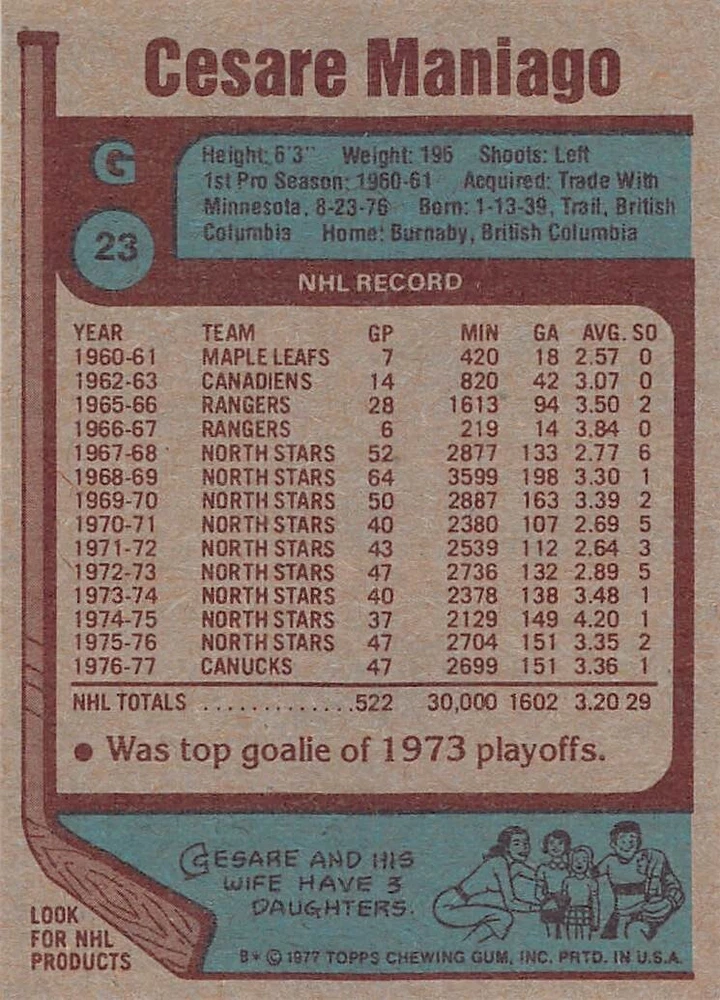 Cesare Maniago
G
23
Height: 6'3" Weight: 195 Shoots: Left
1st Pro Season: 1960-61 Acquired: Trade With
Minnesota, 8-23-76 Born: 1-13-39, Trail, British
Columbia Home: Burnaby, British Columbia
NHL RECORD
YEAR TEAM GP MIN GA AVG. SO
1960-61 MAPLE LEAFS 7 420 18 2.57 0
1962-63 CANADIENS 14 820 42 3.07 0
1965-66 RANGERS 28 1613 94 3.50 2
1966-67 RANGERS 6 219 14 3.84 0
1967-68 NORTH STARS 52 2877 133 2.77 6
1968-69 NORTH STARS 64 3599 198 3.30 1
1969-70 NORTH STARS 50 2887 163 3.39 2
1970-71 NORTH STARS 40 2380 107 2.69 5
1971-72 NORTH STARS 43 2539 112 2.64 3
1972-73 NORTH STARS 47 2736 132 2.89 5
1973-74 NORTH STARS 40 2378 138 3.48 1
1974-75 NORTH STARS 37 2129 149 4.20 1
1975-76 NORTH STARS 47 2704 151 3.35 2
1976-77 CANUCKS 47 2699 151 3.36 1
NHL TOTALS .............522 30,000 1602 3.20 29
● Was top goalie of 1973 playoffs.
CESARE AND HIS
WIFE HAVE 3
DAUGHTERS.
LOOK
FOR NHL
PRODUCTS
B* © 1977 TOPPS CHEWING GUM, INC. PRTD. IN U.S.A.